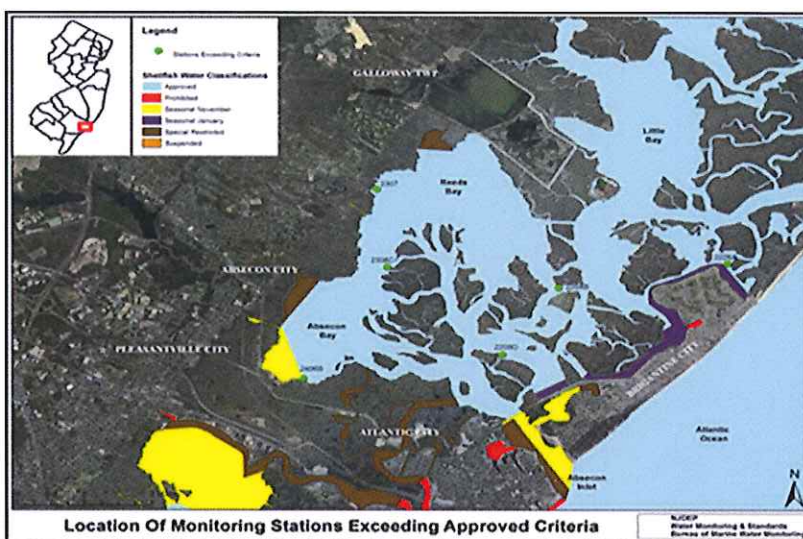 Legend
Stations Exceeding Criteria
Shellfish Water Classifications
Approved
Prohibited
Seasonal November
Seasonal January
Special Restricted
Suspended
GALLOWAY TWP
Little
Bay
Reeds
Bay
2307
ABSECON CITY
Absecon
Bay
PLEASANTVILLE CITY
BRIGANTINE CITY
ATLANTIC CITY
Atlantic
Ocean
Absecon
Inlet
N
Location Of Monitoring Stations Exceeding Approved Criteria
NJDEP
Water Monitoring & Standards
Bureau of Marine Water Monitoring